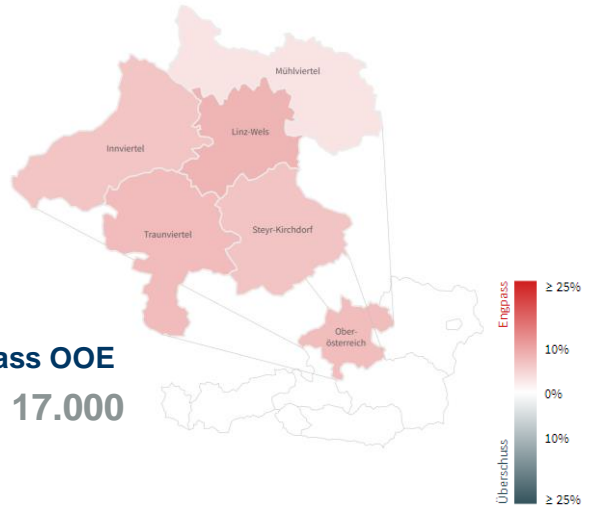 Mühlviertel
Linz-Wels
Innviertel
Traunviertel
Steyr-Kirchdorf
Ober-
österreich
ass OOE
17.000
Engpass
≥ 25%
10%
0%
10%
≥ 25%
Überschuss